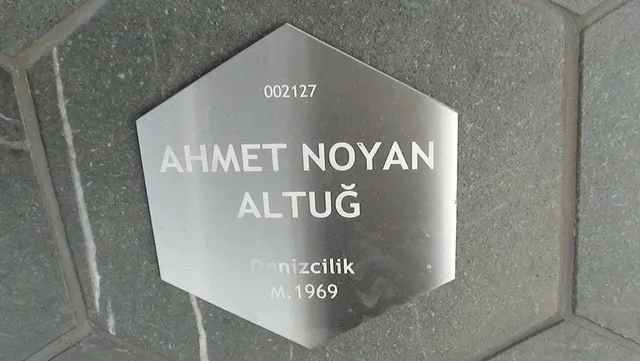 002127
AHMET NOYAN
ALTUĞ
Denizcilik
M.1969